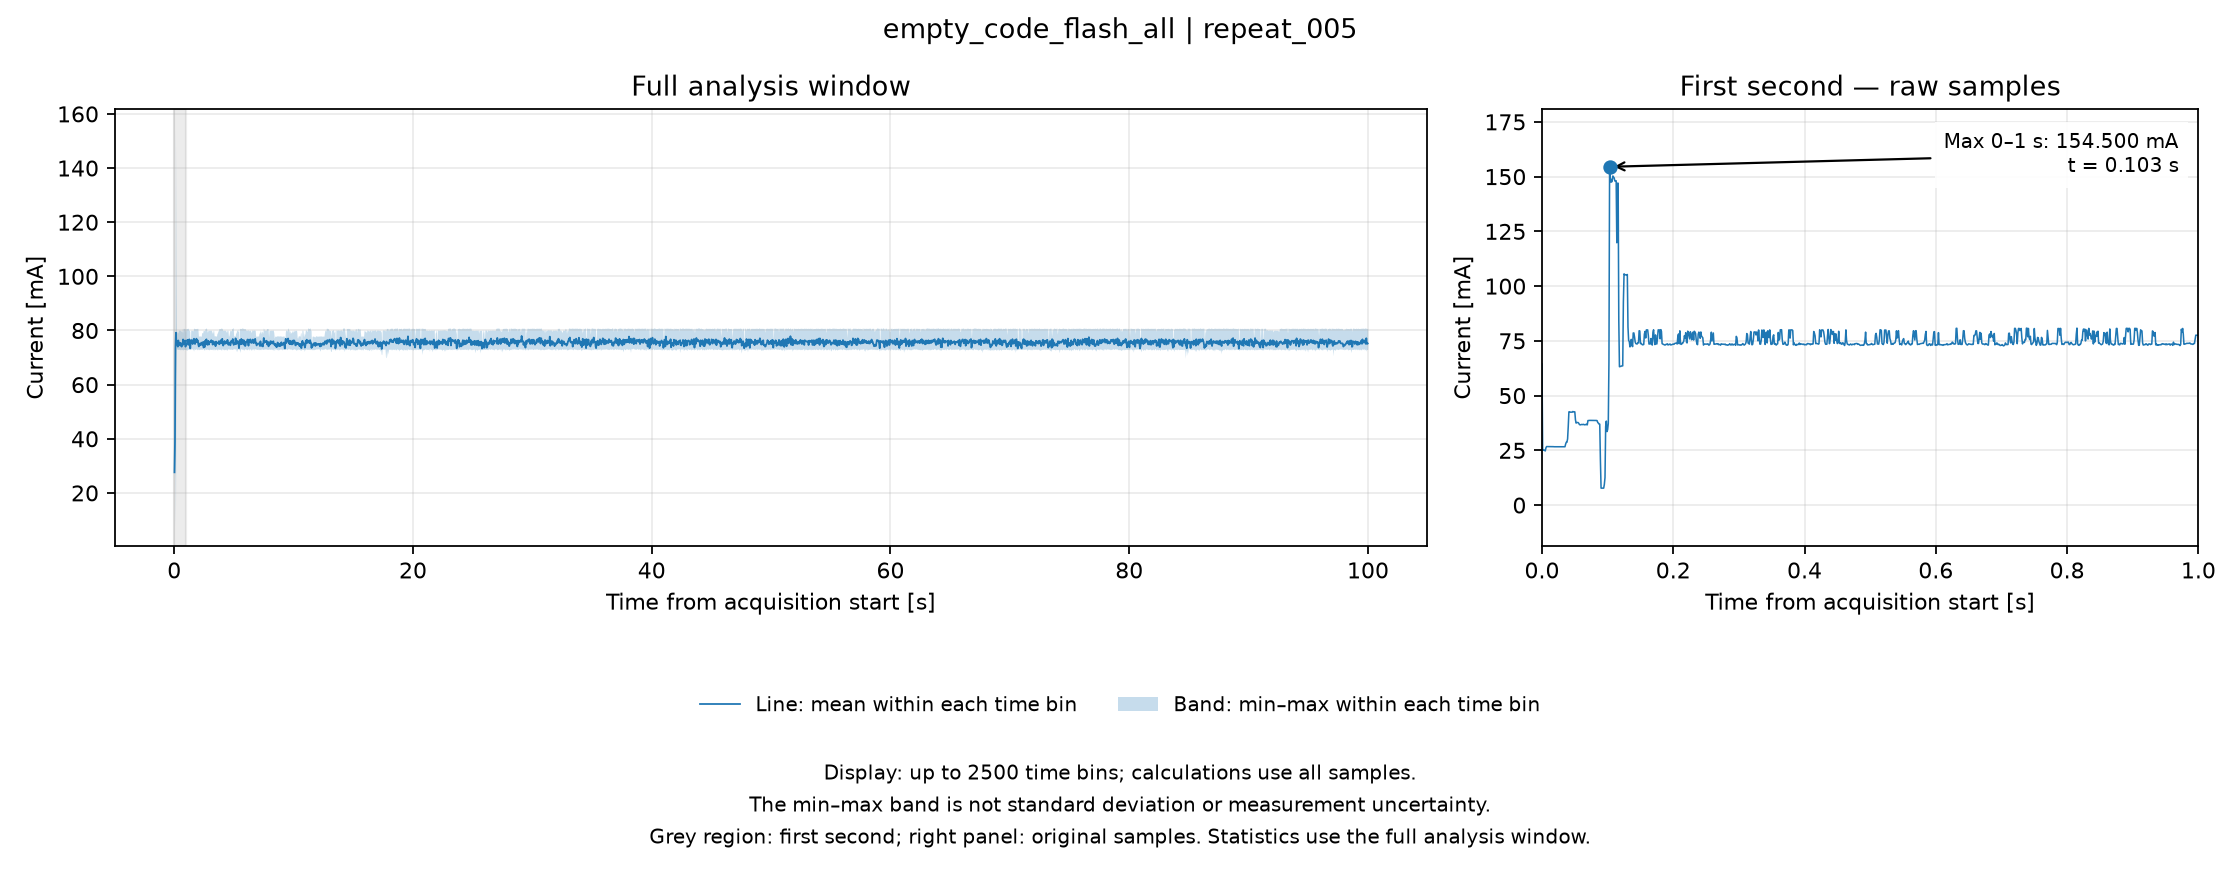 empty_code_flash_all | repeat_005
Full analysis window
160
140
120
100
80
60
40
20
Current [mA]
0
20
40
60
80
100
Time from acquisition start [s]
First second — raw samples
175
150
125
100
75
50
25
0
Current [mA]
Max 0–1 s: 154.500 mA
t = 0.103 s
0.0
0.2
0.4
0.6
0.8
1.0
Time from acquisition start [s]
Line: mean within each time bin
Band: min–max within each time bin
Display: up to 2500 time bins; calculations use all samples.
The min–max band is not standard deviation or measurement uncertainty.
Grey region: first second; right panel: original samples. Statistics use the full analysis window.